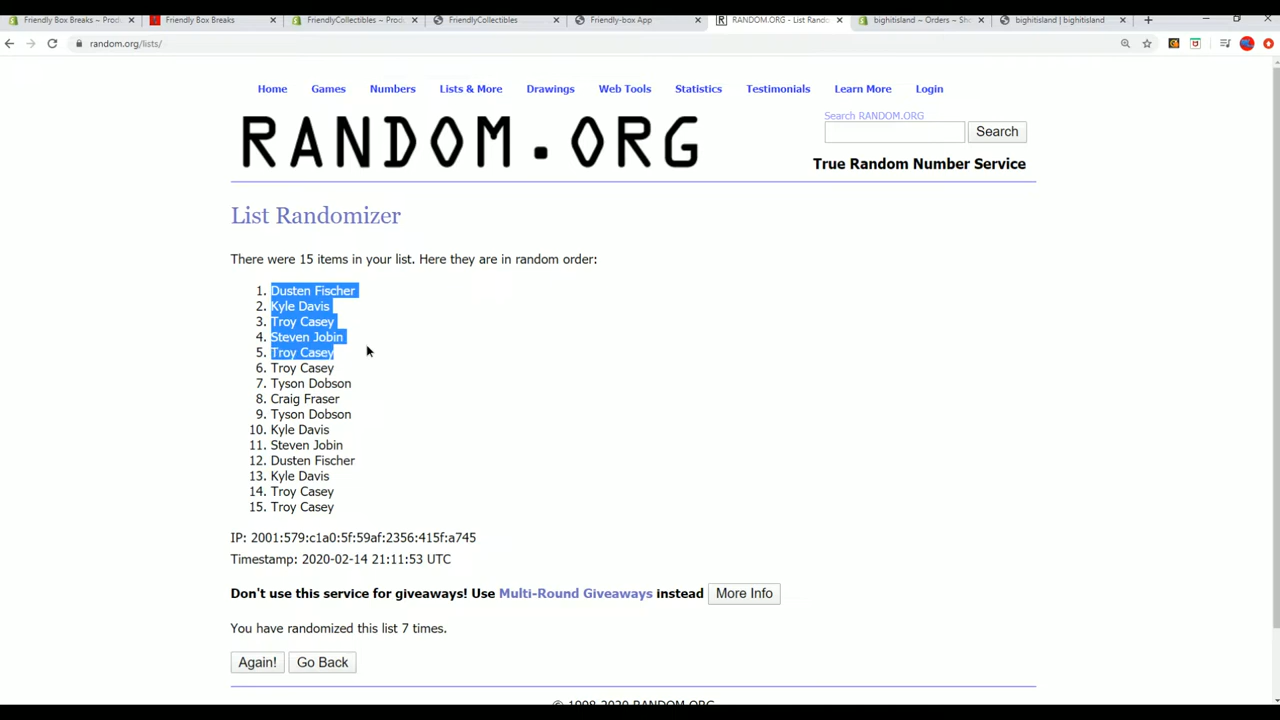 Friendly Box Breaks ~ Prod
Friendly Box Breaks
FriendlyCollectibles ~ Prod
FriendlyCollectibles
Friendly-box App
RANDOM.ORG - List Rando
bighitisland ~ Orders ~ Sh
bighitisland | bighitisland
random.org/lists/
Home Games Numbers Lists & More Drawings Web Tools Statistics Testimonials Learn More Login
RANDOM.ORG
Search RANDOM.ORG
Search
True Random Number Service
List Randomizer
There were 15 items in your list. Here they are in random order:
1. Dusten Fischer
2. Kyle Davis
3. Troy Casey
4. Steven Jobin
5. Troy Casey
6. Troy Casey
7. Tyson Dobson
8. Craig Fraser
9. Tyson Dobson
10. Kyle Davis
11. Steven Jobin
12. Dusten Fischer
13. Kyle Davis
14. Troy Casey
15. Troy Casey
IP: 2001:579:c1a0:5f:59af:2356:415f:a745
Timestamp: 2020-02-14 21:11:53 UTC
Don't use this service for giveaways! Use Multi-Round Giveaways instead More Info
You have randomized this list 7 times.
Again! Go Back
© 1998-2020 RANDOM.ORG